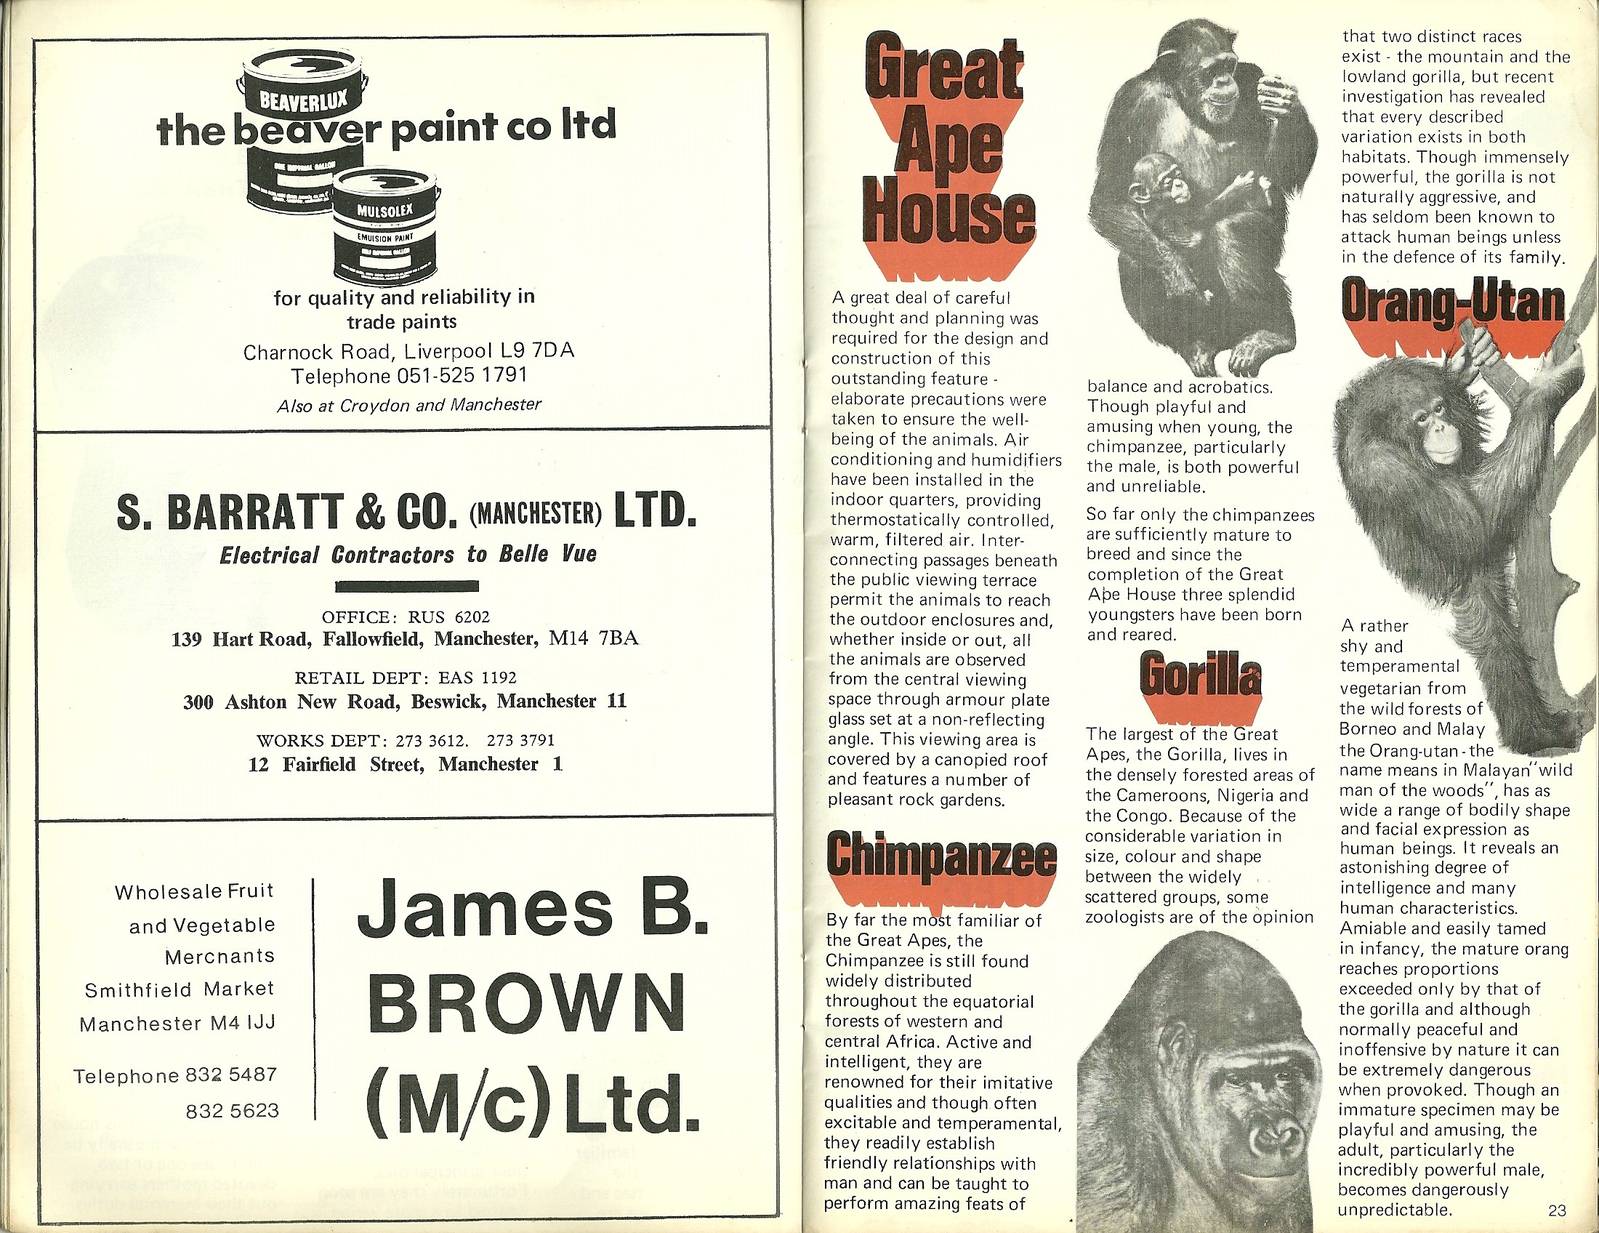 BEAVERLUX
the beaver paint co ltd
ONE IMPERIAL GALLON
MULSOLEX
EMULSION PAINT
HALF IMPERIAL GALLON
for quality and reliability in
trade paints
Charnock Road, Liverpool L9 7DA
Telephone 051-525 1791
Also at Croydon and Manchester
S. BARRATT & CO. (MANCHESTER) LTD.
Electrical Contractors to Belle Vue
OFFICE: RUS 6202
139 Hart Road, Fallowfield, Manchester, M14 7BA
RETAIL DEPT: EAS 1192
300 Ashton New Road, Beswick, Manchester 11
WORKS DEPT: 273 3612. 273 3791
12 Fairfield Street, Manchester 1
Wholesale Fruit
and Vegetable
Mercnants
Smithfield Market
Manchester M4 IJJ
Telephone 832 5487
832 5623
James B.
BROWN
(M/c) Ltd.
Great
Ape
House
A great deal of careful
thought and planning was
required for the design and
construction of this
outstanding feature -
elaborate precautions were
taken to ensure the well-
being of the animals. Air
conditioning and humidifiers
have been installed in the
indoor quarters, providing
thermostatically controlled,
warm, filtered air. Inter-
connecting passages beneath
the public viewing terrace
permit the animals to reach
the outdoor enclosures and,
whether inside or out, all
the animals are observed
from the central viewing
space through armour plate
glass set at a non-reflecting
angle. This viewing area is
covered by a canopied roof
and features a number of
pleasant rock gardens.
Chimpanzee
By far the most familiar of
the Great Apes, the
Chimpanzee is still found
widely distributed
throughout the equatorial
forests of western and
central Africa. Active and
intelligent, they are
renowned for their imitative
qualities and though often
excitable and temperamental,
they readily establish
friendly relationships with
man and can be taught to
perform amazing feats of
balance and acrobatics.
Though playful and
amusing when young, the
chimpanzee, particularly
the male, is both powerful
and unreliable.
So far only the chimpanzees
are sufficiently mature to
breed and since the
completion of the Great
Ape House three splendid
youngsters have been born
and reared.
Gorilla
The largest of the Great
Apes, the Gorilla, lives in
the densely forested areas of
the Cameroons, Nigeria and
the Congo. Because of the
considerable variation in
size, colour and shape
between the widely
scattered groups, some
zoologists are of the opinion
that two distinct races
exist - the mountain and the
lowland gorilla, but recent
investigation has revealed
that every described
variation exists in both
habitats. Though immensely
powerful, the gorilla is not
naturally aggressive, and
has seldom been known to
attack human beings unless
in the defence of its family.
Orang-Utan
A rather
shy and
temperamental
vegetarian from
the wild forests of
Borneo and Malay
the Orang-utan - the
name means in Malayan "wild
man of the woods", has as
wide a range of bodily shape
and facial expression as
human beings. It reveals an
astonishing degree of
intelligence and many
human characteristics.
Amiable and easily tamed
in infancy, the mature orang
reaches proportions
exceeded only by that of
the gorilla and although
normally peaceful and
inoffensive by nature it can
be extremely dangerous
when provoked. Though an
immature specimen may be
playful and amusing, the
adult, particularly the
incredibly powerful male,
becomes dangerously
unpredictable.
23